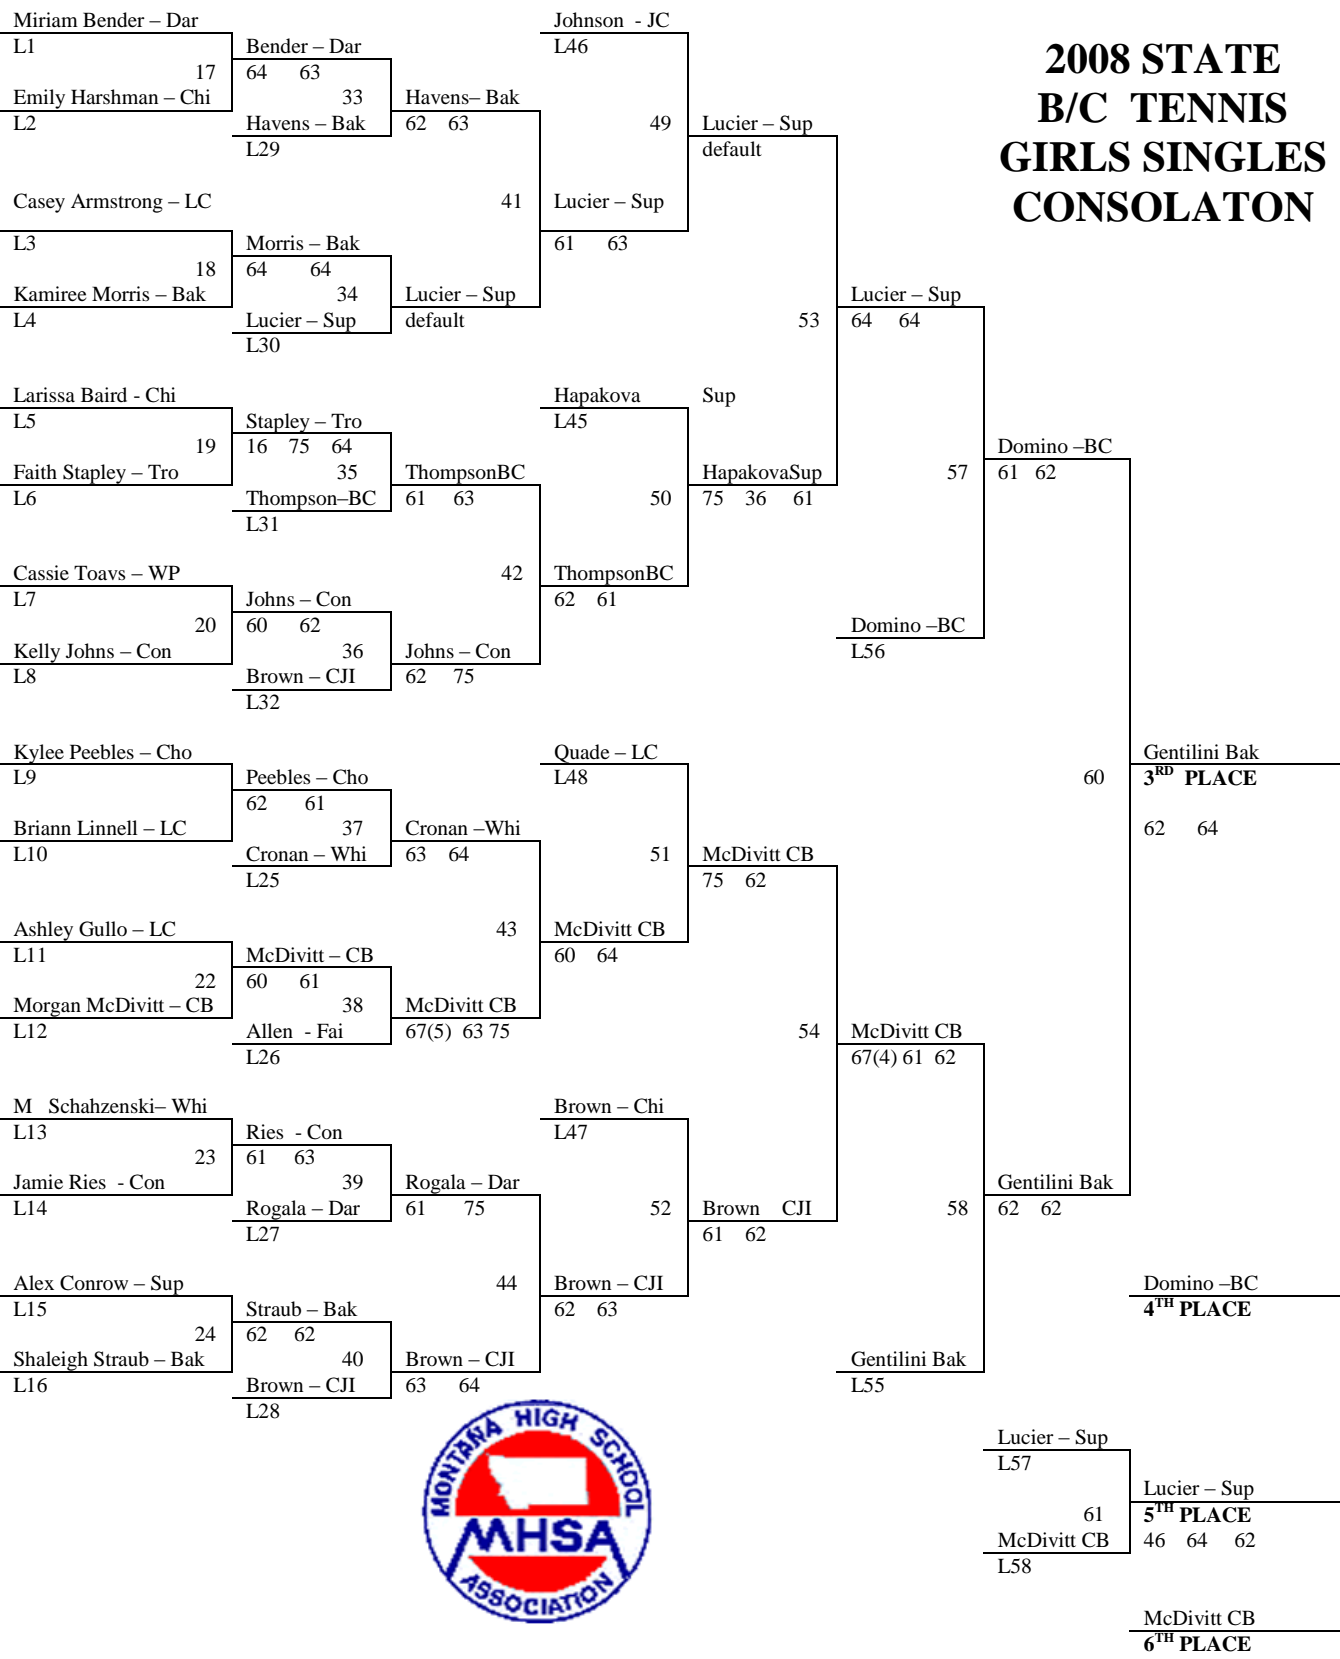 2008 STATE
B/C TENNIS
GIRLS SINGLES
CONSOLATON
Miriam Bender – Dar
L1
17
Emily Harshman – Chi
L2
Casey Armstrong – LC
L3
18
Kamiree Morris – Bak
L4
Larissa Baird - Chi
L5
19
Faith Stapley – Tro
L6
Cassie Toavs – WP
L7
20
Kelly Johns – Con
L8
Kylee Peebles – Cho
L9
Briann Linnell – LC
L10
Ashley Gullo – LC
L11
22
Morgan McDivitt – CB
L12
M Schahzenski– Whi
L13
23
Jamie Ries - Con
L14
Alex Conrow – Sup
L15
24
Shaleigh Straub – Bak
L16
Bender – Dar
64 63
33
Havens – Bak
L29
Morris – Bak
64 64
34
Lucier – Sup
L30
Stapley – Tro
16 75 64
35
Thompson–BC
L31
Johns – Con
60 62
36
Brown – CJI
L32
Peebles – Cho
62 61
37
Cronan – Whi
L25
McDivitt – CB
60 61
38
Allen - Fai
L26
Ries - Con
61 63
39
Rogala – Dar
L27
Straub – Bak
62 62
40
Brown – CJI
L28
Havens– Bak
62 63
41
Lucier – Sup
default
ThompsonBC
61 63
42
Johns – Con
62 75
Cronan –Whi
63 64
43
McDivitt CB
67(5) 63 75
Rogala – Dar
61 75
44
Brown – CJI
63 64
Johnson - JC
L46
49
Lucier – Sup
61 63
Hapakova Sup
L45
50
ThompsonBC
62 61
Quade – LC
L48
51
McDivitt CB
60 64
Brown – Chi
L47
52
Brown – CJI
62 63
Lucier – Sup
default
53
HapakovaSup
75 36 61
McDivitt CB
75 62
54
Brown CJI
61 62
Lucier – Sup
64 64
57
Domino –BC
L56
McDivitt CB
67(4) 61 62
58
Gentilini Bak
L55
Domino –BC
61 62
60
Gentilini Bak
62 62
Gentilini Bak
3RD PLACE
62 64
Domino –BC
4TH PLACE
Lucier – Sup
L57
61
McDivitt CB
L58
Lucier – Sup
5TH PLACE
46 64 62
McDivitt CB
6TH PLACE
MONTANA HIGH SCHOOL
MHSA
ASSOCIATION